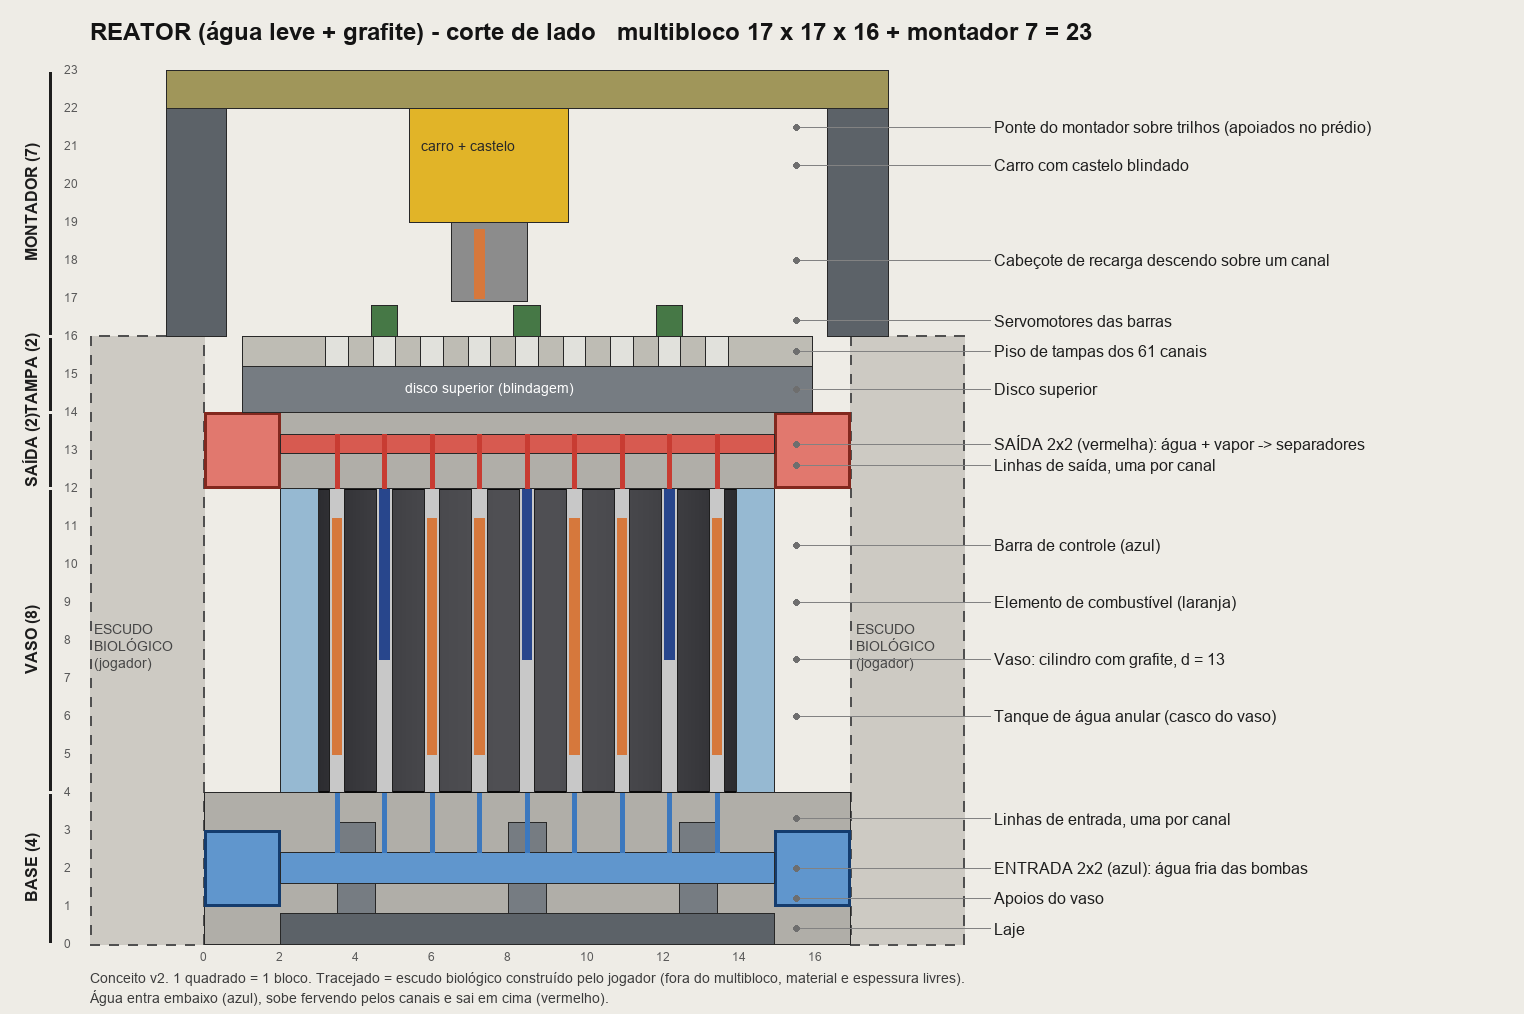 REATOR (água leve + grafite) - corte de lado   multibloco 17 x 17 x 16 + montador 7 = 23
MONTADOR (7)
TAMPA (2)
SAÍDA (2)
VASO (8)
BASE (4)
23
22
21
20
19
18
17
16
15
14
13
12
11
10
9
8
7
6
5
4
3
2
1
0
carro + castelo
disco superior (blindagem)
ESCUDO
BIOLÓGICO
(jogador)
ESCUDO
BIOLÓGICO
(jogador)
Ponte do montador sobre trilhos (apoiados no prédio)
Carro com castelo blindado
Cabeçote de recarga descendo sobre um canal
Servomotores das barras
Piso de tampas dos 61 canais
Disco superior
SAÍDA 2x2 (vermelha): água + vapor -> separadores
Linhas de saída, uma por canal
Barra de controle (azul)
Elemento de combustível (laranja)
Vaso: cilindro com grafite, d = 13
Tanque de água anular (casco do vaso)
Linhas de entrada, uma por canal
ENTRADA 2x2 (azul): água fria das bombas
Apoios do vaso
Laje
0 2 4 6 8 10 12 14 16
Conceito v2. 1 quadrado = 1 bloco. Tracejado = escudo biológico construído pelo jogador (fora do multibloco, material e espessura livres).
Água entra embaixo (azul), sobe fervendo pelos canais e sai em cima (vermelho).